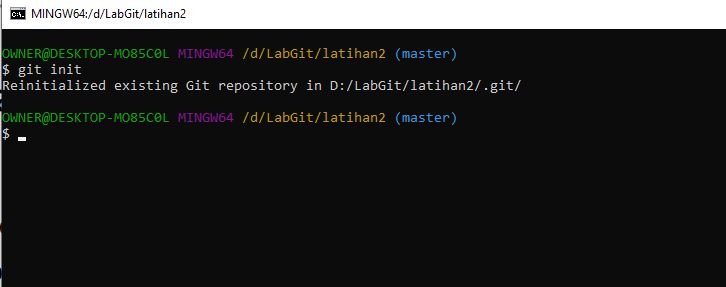 MINGW64:/d/LabGit/latihan2
OWNER@DESKTOP-MO85C0L MINGW64 /d/LabGit/latihan2 (master)
$ git init
Reinitialized existing Git repository in D:/LabGit/latihan2/.git/
OWNER@DESKTOP-MO85C0L MINGW64 /d/LabGit/latihan2 (master)
$